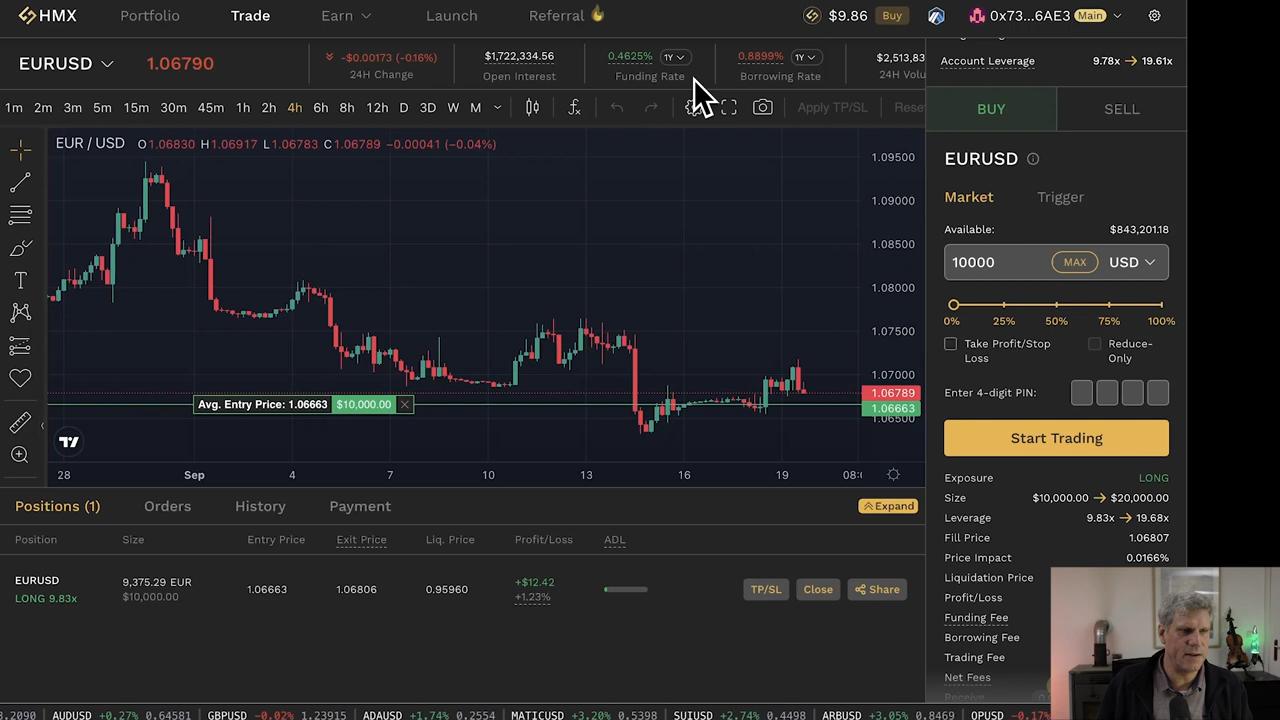 HMX Portfolio Trade Earn Launch Referral $9.86 Buy 0x73...6AE3 Main
EURUSD 1.06790
-$0.00173 (-0.16%)
24H Change
$1,722,334.56
Open Interest
0.4625% 1Y
Funding Rate
0.8899% 1Y
Borrowing Rate
$2,513,83
24H Volu
1m 2m 3m 5m 15m 30m 45m 1h 2h 4h 6h 8h 12h D 3D W M Apply TP/SL Rese
EUR / USD O1.06830 H1.06917 L1.06783 C1.06789 -0.00041 (-0.04%)
1.09500
1.09000
1.08500
1.08000
1.07500
1.07000
1.06789
1.06663
1.06500
Avg. Entry Price: 1.06663 $10,000.00
28 Sep 4 7 10 13 16 19 08:
Positions (1) Orders History Payment Expand
Position Size Entry Price Exit Price Liq. Price Profit/Loss ADL
EURUSD
LONG 9.83x
9,375.29 EUR
$10,000.00
1.06663 1.06806 0.95960
+$12.42
+1.23%
TP/SL Close Share
Account Leverage 9.78x → 19.61x
BUY SELL
EURUSD
Market Trigger
Available: $843,201.18
10000 MAX USD
0% 25% 50% 75% 100%
Take Profit/Stop Loss
Reduce-Only
Enter 4-digit PIN:
Start Trading
Exposure LONG
Size $10,000.00 → $20,000.00
Leverage 9.83x → 19.68x
Fill Price 1.06807
Price Impact 0.0166%
Liquidation Price
Profit/Loss
Funding Fee
Borrowing Fee
Trading Fee
Net Fees
Receive
3.2090 AUDUSD +0.27% 0.64581 GBPUSD -0.02% 1.23915 ADAUSD +1.74% 0.2554 MATICUSD +3.20% 0.5398 SUIUSD +2.74% 0.4498 ARBUSD +3.05% 0.8469 OPUSD -0.17%